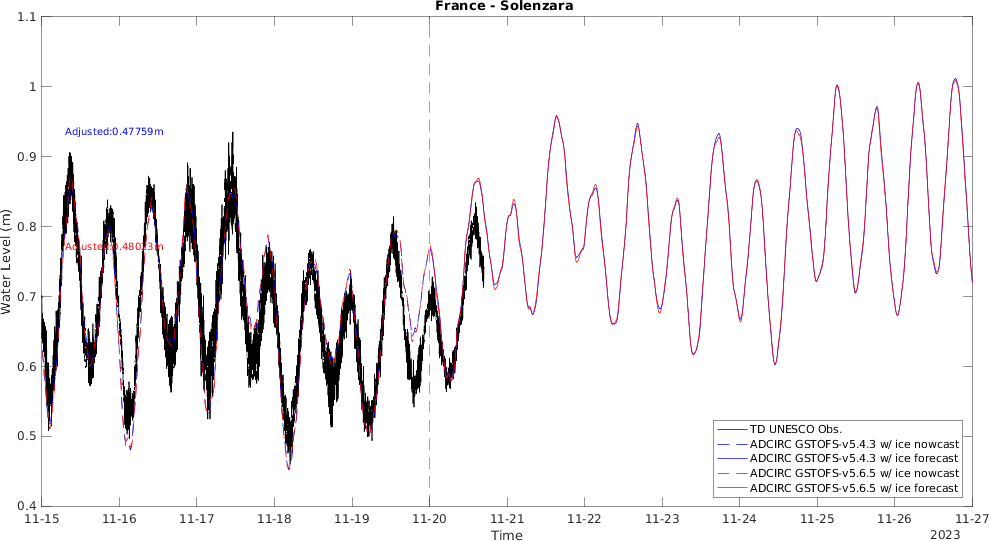 France - Solenzara
1.1
1
0.9
0.8
0.7
0.6
0.5
0.4
Water Level (m)
Adjusted:0.47759m
Adjusted:0.48023m
TD UNESCO Obs.
ADCIRC GSTOFS-v5.4.3 w/ ice nowcast
ADCIRC GSTOFS-v5.4.3 w/ ice forecast
ADCIRC GSTOFS-v5.6.5 w/ ice nowcast
ADCIRC GSTOFS-v5.6.5 w/ ice forecast
11-15 11-16 11-17 11-18 11-19 11-20 11-21 11-22 11-23 11-24 11-25 11-26 11-27
Time
2023